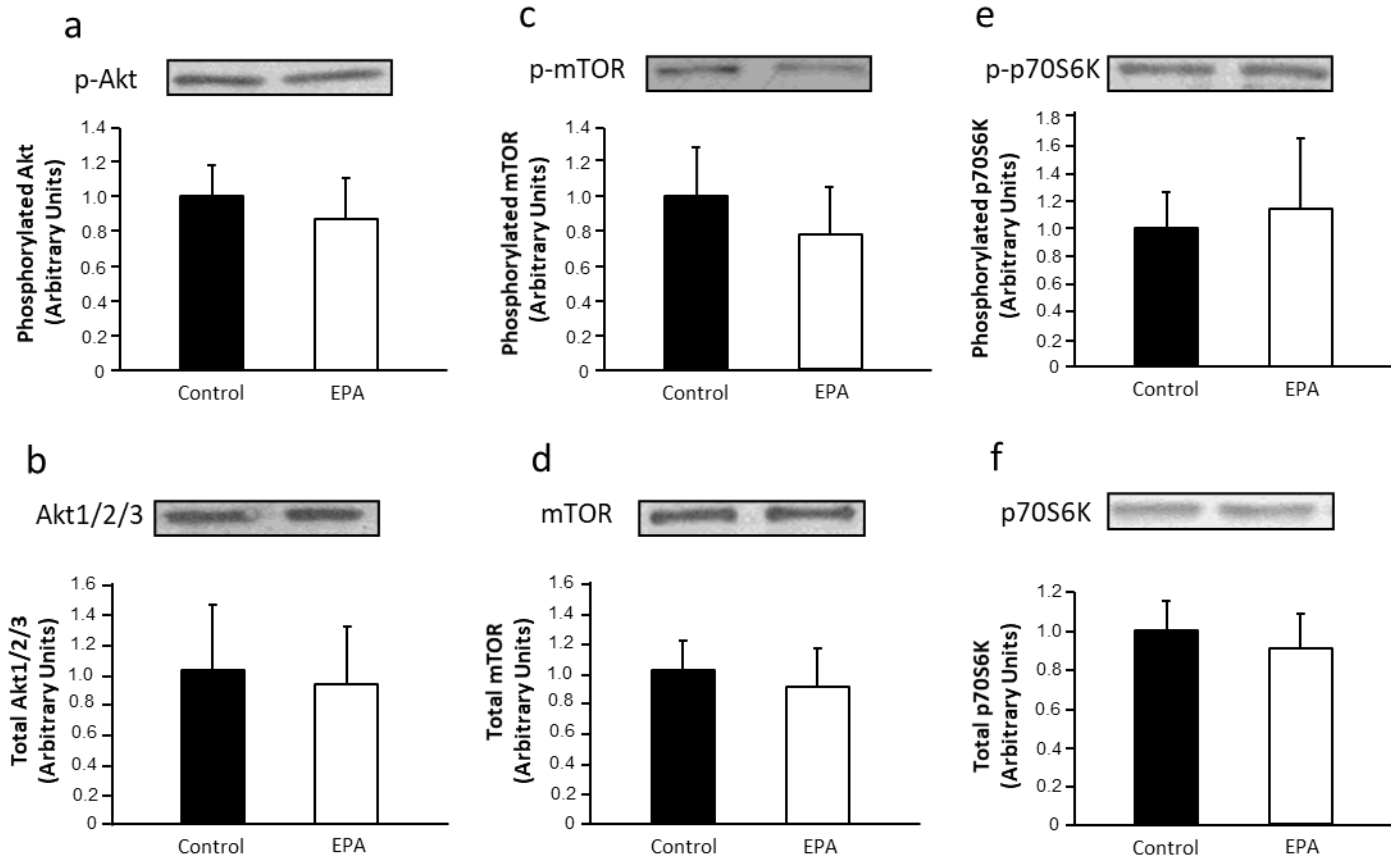 a
p-Akt
Phosphorylated Akt
(Arbitrary Units)
1.4
1.2
1.0
0.8
0.6
0.4
0.2
0
Control EPA
c
p-mTOR
Phosphorylated mTOR
(Arbitrary Units)
1.4
1.2
1.0
0.8
0.6
0.4
0.2
0
Control EPA
e
p-p70S6K
Phosphorylated p70S6K
(Arbitrary Units)
1.8
1.6
1.4
1.2
1.0
0.8
0.6
0.4
0.2
0
Control EPA
b
Akt1/2/3
Total Akt1/2/3
(Arbitrary Units)
1.6
1.4
1.2
1.0
0.8
0.6
0.4
0.2
0
Control EPA
d
mTOR
Total mTOR
(Arbitrary Units)
1.6
1.4
1.2
1.0
0.8
0.6
0.4
0.2
0
Control EPA
f
p70S6K
Total p70S6K
(Arbitrary Units)
1.2
1.0
0.8
0.6
0.4
0.2
0
Control EPA